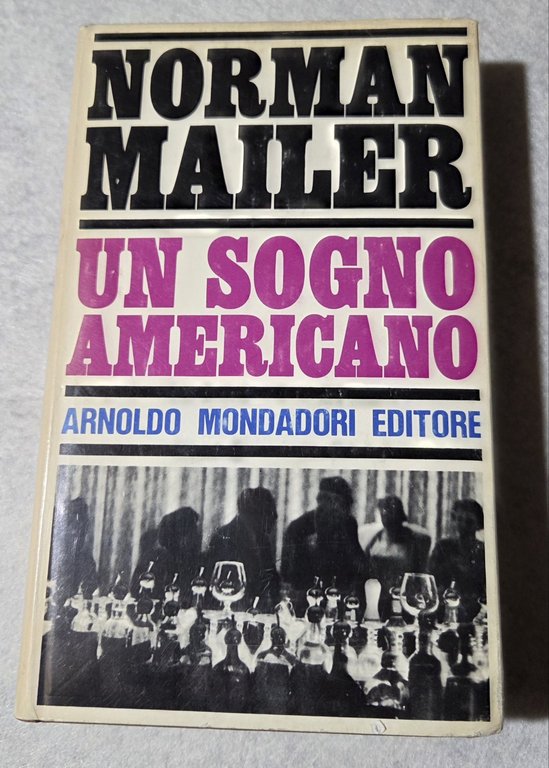 NORMAN
MAILER
UN SOGNO
AMERICANO
ARNOLDO MONDADORI EDITORE